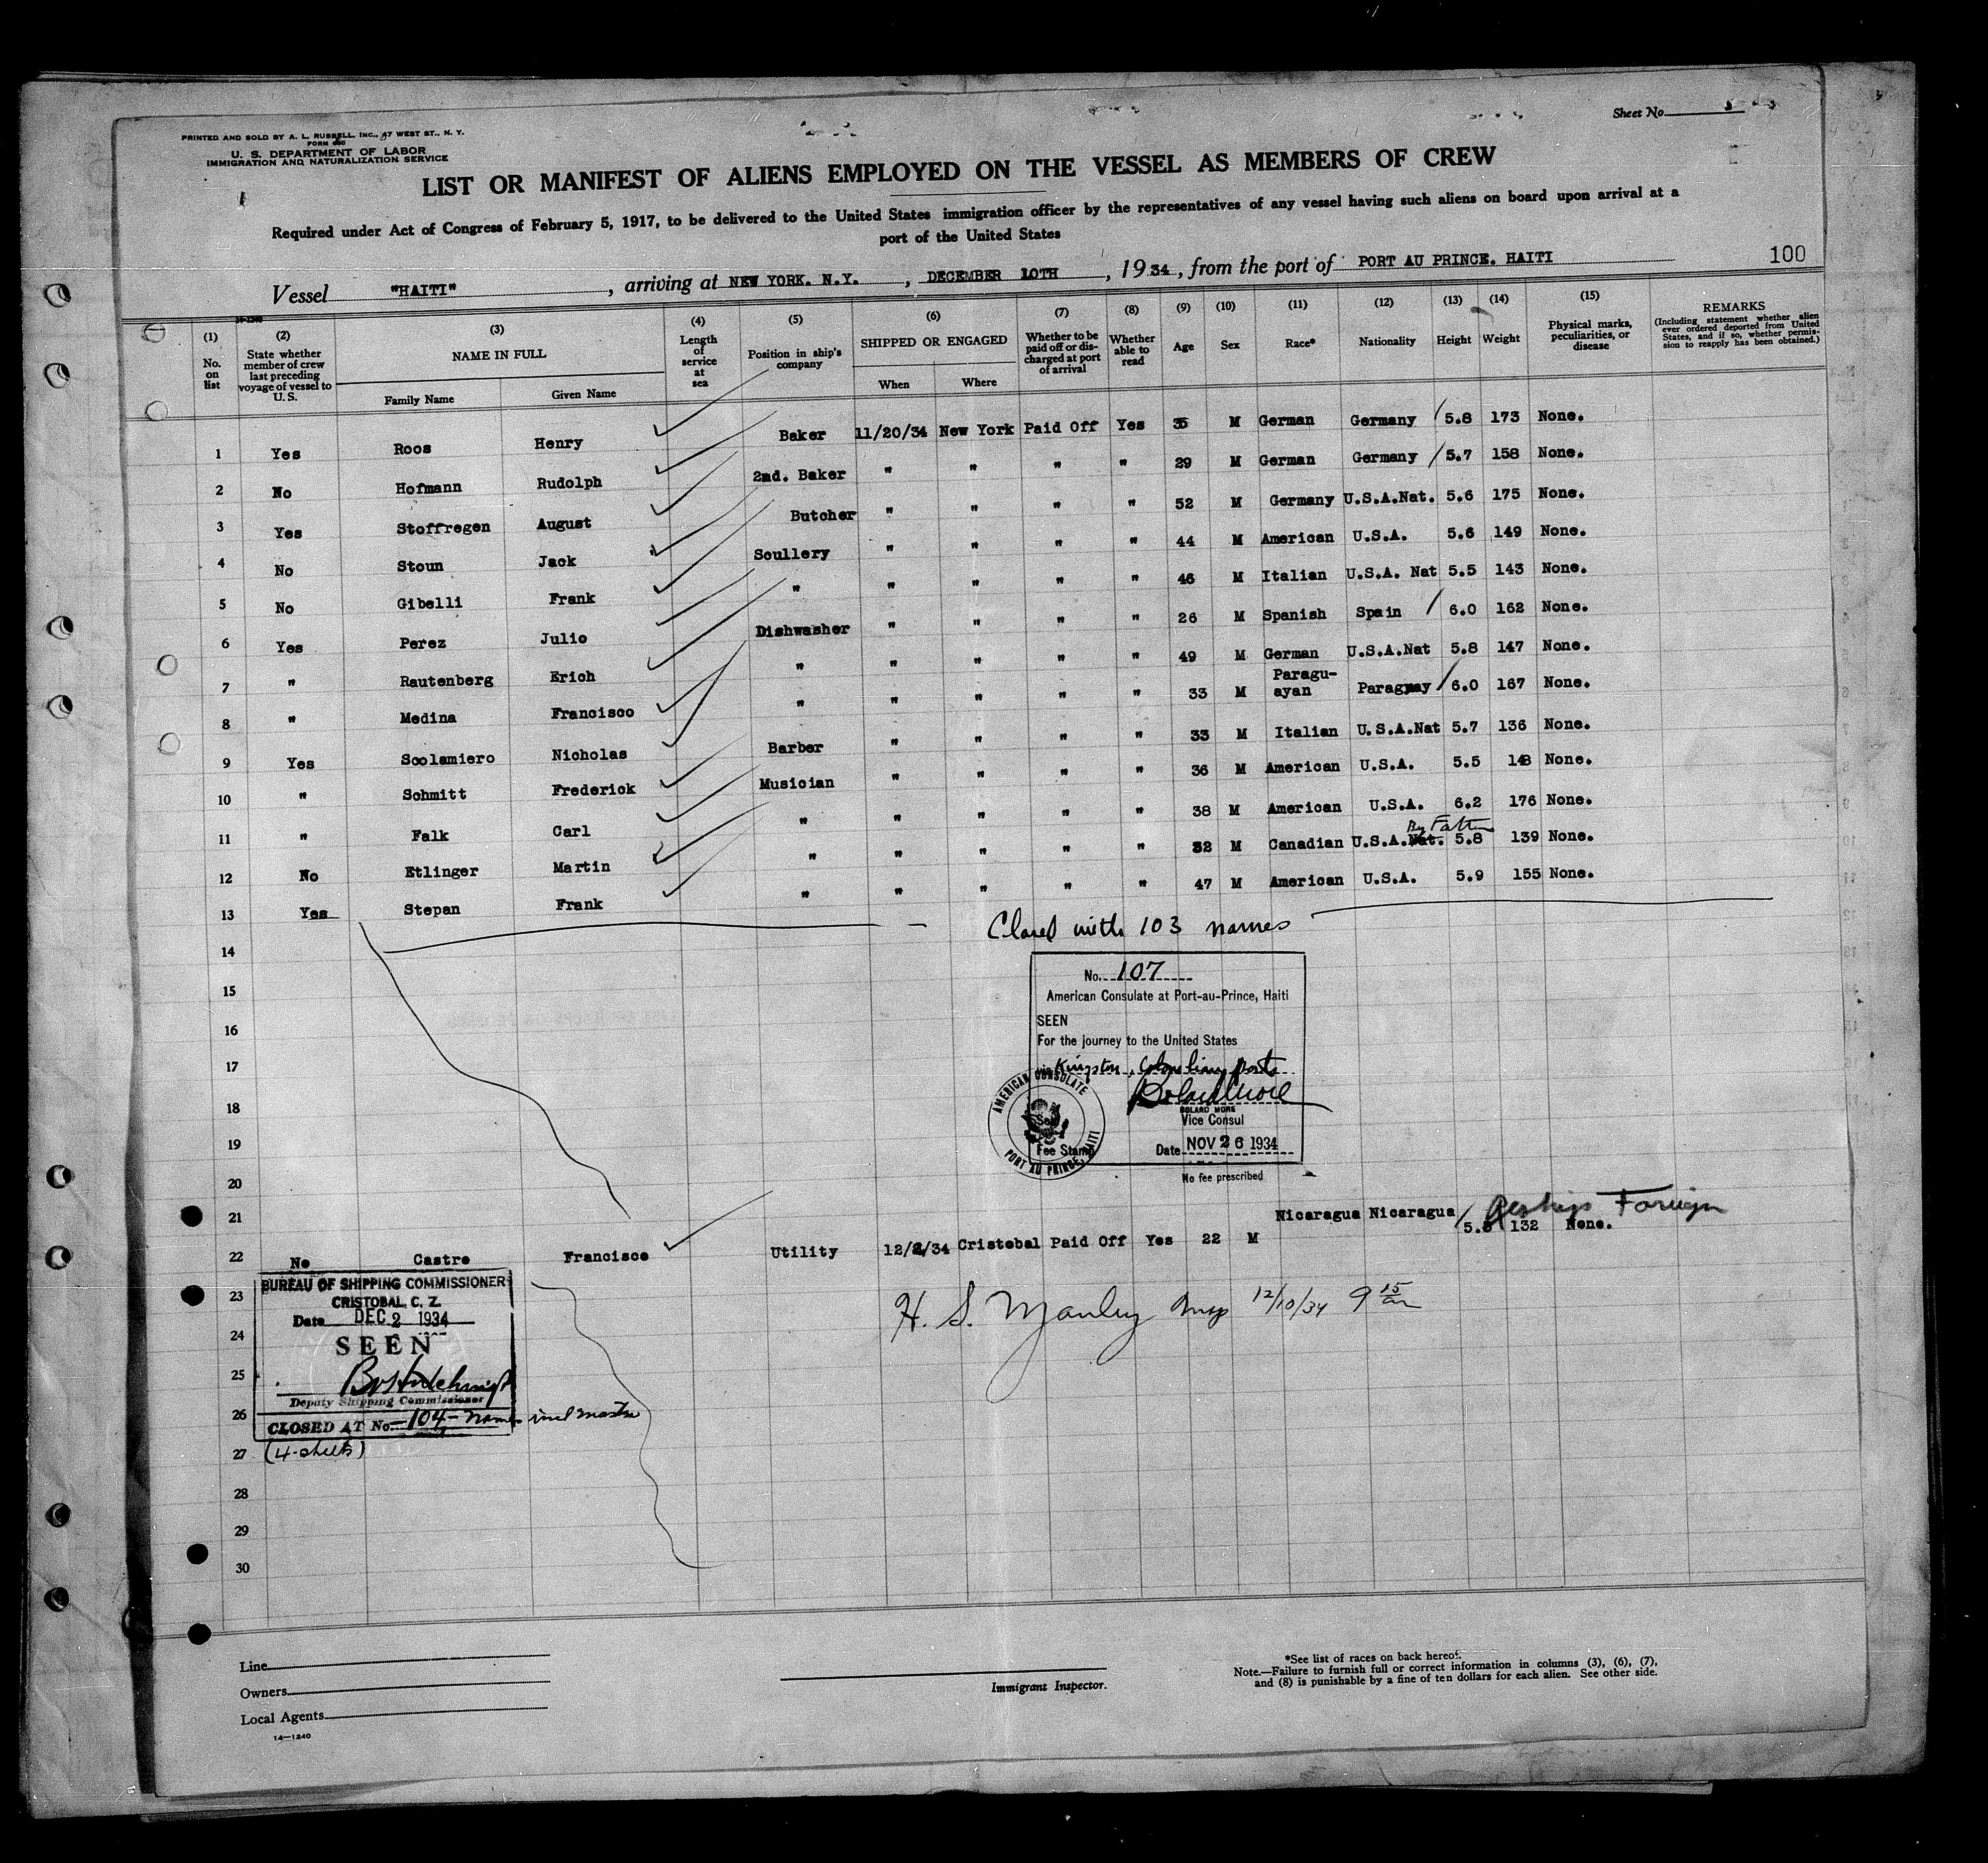 Sheet No.
PRINTED AND SOLD BY A. L. RUSSELL, INC., 47 WEST ST., N. Y.
FORM 680
U. S. DEPARTMENT OF LABOR
IMMIGRATION AND NATURALIZATION SERVICE
LIST OR MANIFEST OF ALIENS EMPLOYED ON THE VESSEL AS MEMBERS OF CREW
Required under Act of Congress of February 5, 1917, to be delivered to the United States immigration officer by the representatives of any vessel having such aliens on board upon arrival at a
port of the United States
Vessel "HAITI", arriving at NEW YORK. N.Y., DECEMBER 10TH, 1934, from the port of PORT AU PRINCE. HAITI 100
(1) No. on list
(2) State whether member of crew last preceding voyage of vessel to U. S.
(3) NAME IN FULL Family Name Given Name
(4) Length of service at sea
(5) Position in ship's company
(6) SHIPPED OR ENGAGED When Where
(7) Whether to be paid off or discharged at port of arrival
(8) Whether able to read
(9) Age
(10) Sex
(11) Race*
(12) Nationality
(13) Height
(14) Weight
(15) Physical marks, peculiarities, or disease
REMARKS (Including statement whether alien ever ordered deported from United States, and if so, whether permission to reapply has been obtained.)
1 Yes Roos Henry Baker 11/20/34 New York Paid Off Yes 35 M German Germany 5.8 173 None.
2 No Hofmann Rudolph 2nd. Baker " " " " 29 M German Germany 5.7 158 None.
3 Yes Stoffregen August Butcher " " " " 52 M Germany U.S.A.Nat. 5.6 175 None.
4 No Stoun Jack Scullery " " " " 44 M American U.S.A. 5.6 149 None.
5 No Gibelli Frank " " " " " 46 M Italian U.S.A. Nat 5.5 143 None.
6 Yes Perez Julio Dishwasher " " " " 26 M Spanish Spain 6.0 162 None.
7 " Rautenberg Erich " " " " " 49 M German U.S.A.Nat 5.8 147 None.
8 " Medina Francisco " " " " " 33 M Paragu-ayan Paraguay 6.0 167 None.
9 Yes Scolamiero Nicholas Barber " " " " 33 M Italian U.S.A.Nat 5.7 136 None.
10 " Schmitt Frederick Musician " " " " 36 M American U.S.A. 5.5 None.
11 " Falk Carl " " " " " 38 M American U.S.A. 6.2 176 None.
By Father
12 No Etlinger Martin " " " " " 32 M Canadian U.S.A.Nat. 5.8 139 None.
13 Yes Stepan Frank " " " " " 47 M American U.S.A. 5.9 155 None.
Closed with 103 names
14
15
16
17
18
19
20
21
No. 107
American Consulate at Port-au-Prince, Haiti
SEEN
For the journey to the United States
via Kingston, Colombian ports
BOLARD MORE
Vice Consul
Date NOV 26 1934
No fee prescribed
AMERICAN CONSULATE
Seal
Fee Stamp
PORT AU PRINCE, HAITI
22 No Castro Francisco Utility 12/2/34 Cristobal Paid Off Yes 22 M Nicaragua Nicaragua 132 None.
Reships Foreign
H. S. Manley Insp 12/10/34 9 15 am
23
24
25
26
27
28
29
30
BUREAU OF SHIPPING COMMISSIONER
CRISTOBAL, C. Z.
Date DEC 2 1934
SEEN
Deputy Shipping Commissioner
CLOSED AT No. -104- names incl master
(4-sheets)
Line
Owners
Local Agents
14—1240
Immigrant Inspector.
*See list of races on back hereof.
Note.—Failure to furnish full or correct information in columns (3), (6), (7),
and (8) is punishable by a fine of ten dollars for each alien. See other side.